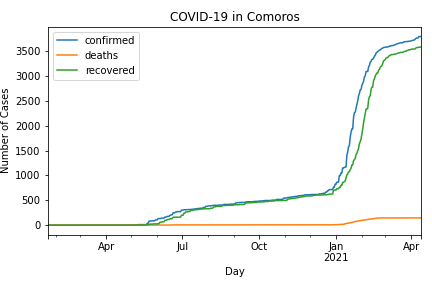 COVID-19 in Comoros
confirmed
deaths
recovered
Number of Cases
3500
3000
2500
2000
1500
1000
500
0
Apr
Jul
Oct
Jan
2021
Apr
Day